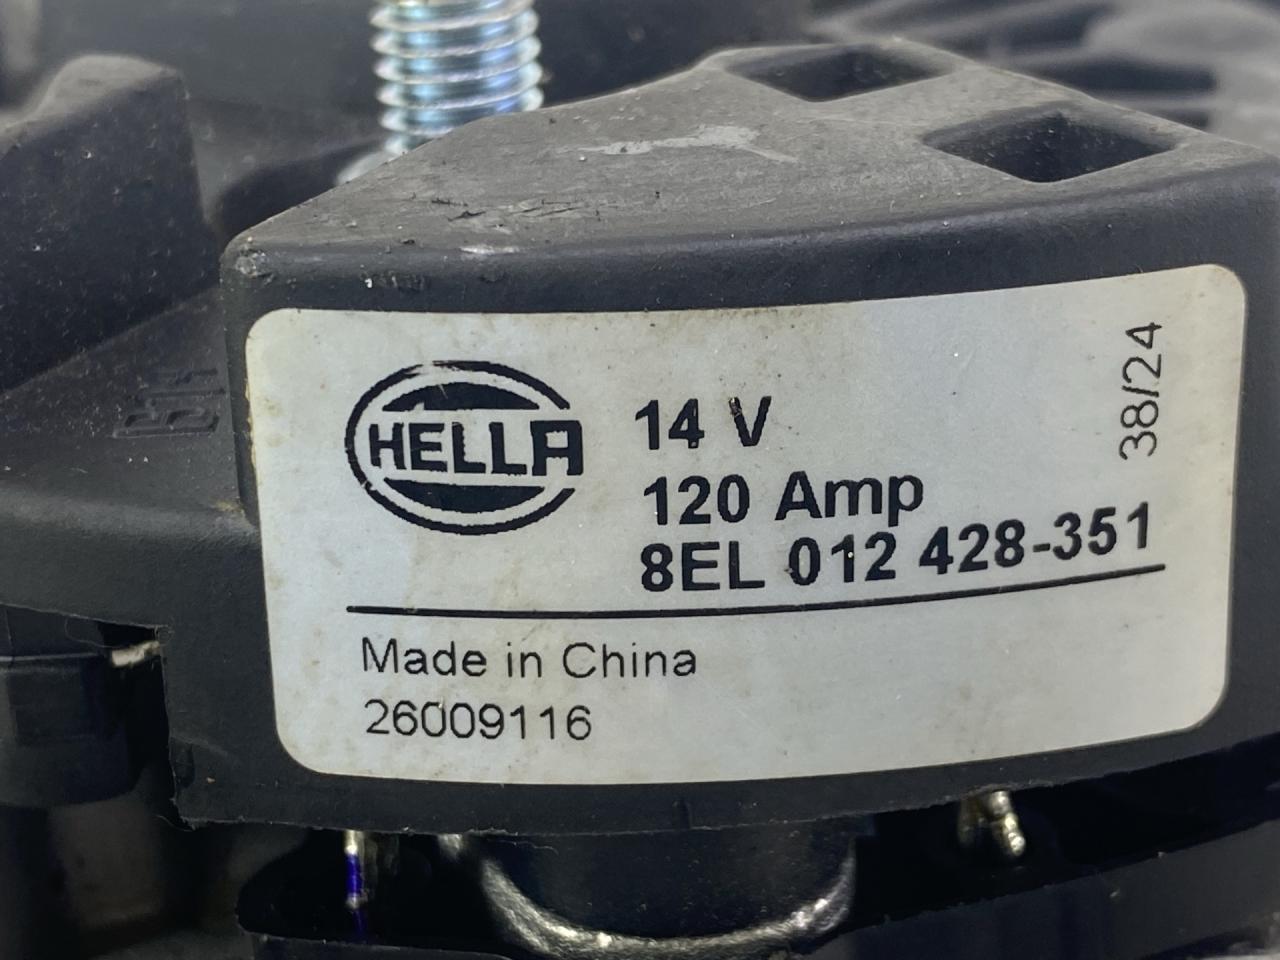 HELLA
14 V
120 Amp
8EL 012 428-351
38/24
Made in China
26009116